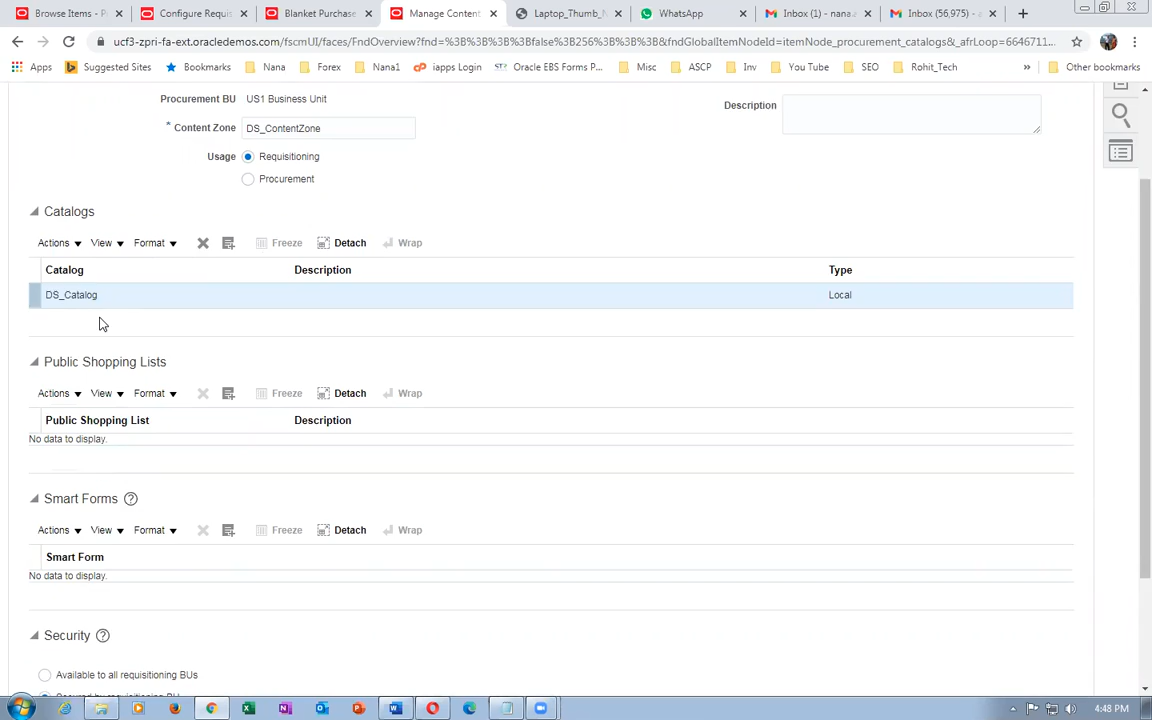 Browse Items - P
Configure Requis
Blanket Purchase
Manage Content
Laptop_Thumb_N
WhatsApp
Inbox (1) - nana a
Inbox (56,975) - a
ucf3-zpri-fa-ext.oracledemos.com/fscmUI/faces/FndOverview?fnd=%3B%3B%3B%3Bfalse%3B256%3B%3B%3B&fndGlobalItemNodeId=itemNode_procurement_catalogs&_afrLoop=6646711...
Apps
Suggested Sites
Bookmarks
Nana
Forex
Nana1
iapps Login
Oracle EBS Forms P...
Misc
ASCP
Inv
You Tube
SEO
Rohit_Tech
»
Other bookmarks
Procurement BU US1 Business Unit
Description
* Content Zone DS_ContentZone
Usage Requisitioning
Procurement
Catalogs
Actions View Format Freeze Detach Wrap
Catalog Description Type
DS_Catalog Local
Public Shopping Lists
Actions View Format Freeze Detach Wrap
Public Shopping List Description
No data to display.
Smart Forms
Actions View Format Freeze Detach Wrap
Smart Form
No data to display.
Security
Available to all requisitioning BUs
4:48 PM